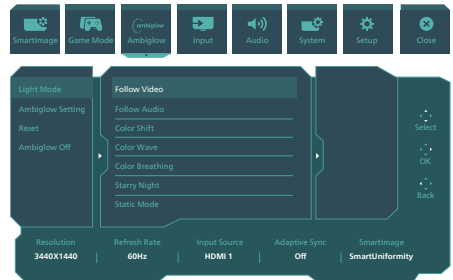 ambiglow
SmartImage Game Mode Ambiglow Input Audio System Setup Close
Light Mode Follow Video
Ambiglow Setting Follow Audio
Reset Color Shift
Ambiglow Off Color Wave
Color Breathing
Starry Night
Static Mode
Select
OK
Back
Resolution Refresh Rate Input Source Adaptive Sync SmartImage
3440X1440 | 60Hz | HDMI 1 | Off | SmartUniformity